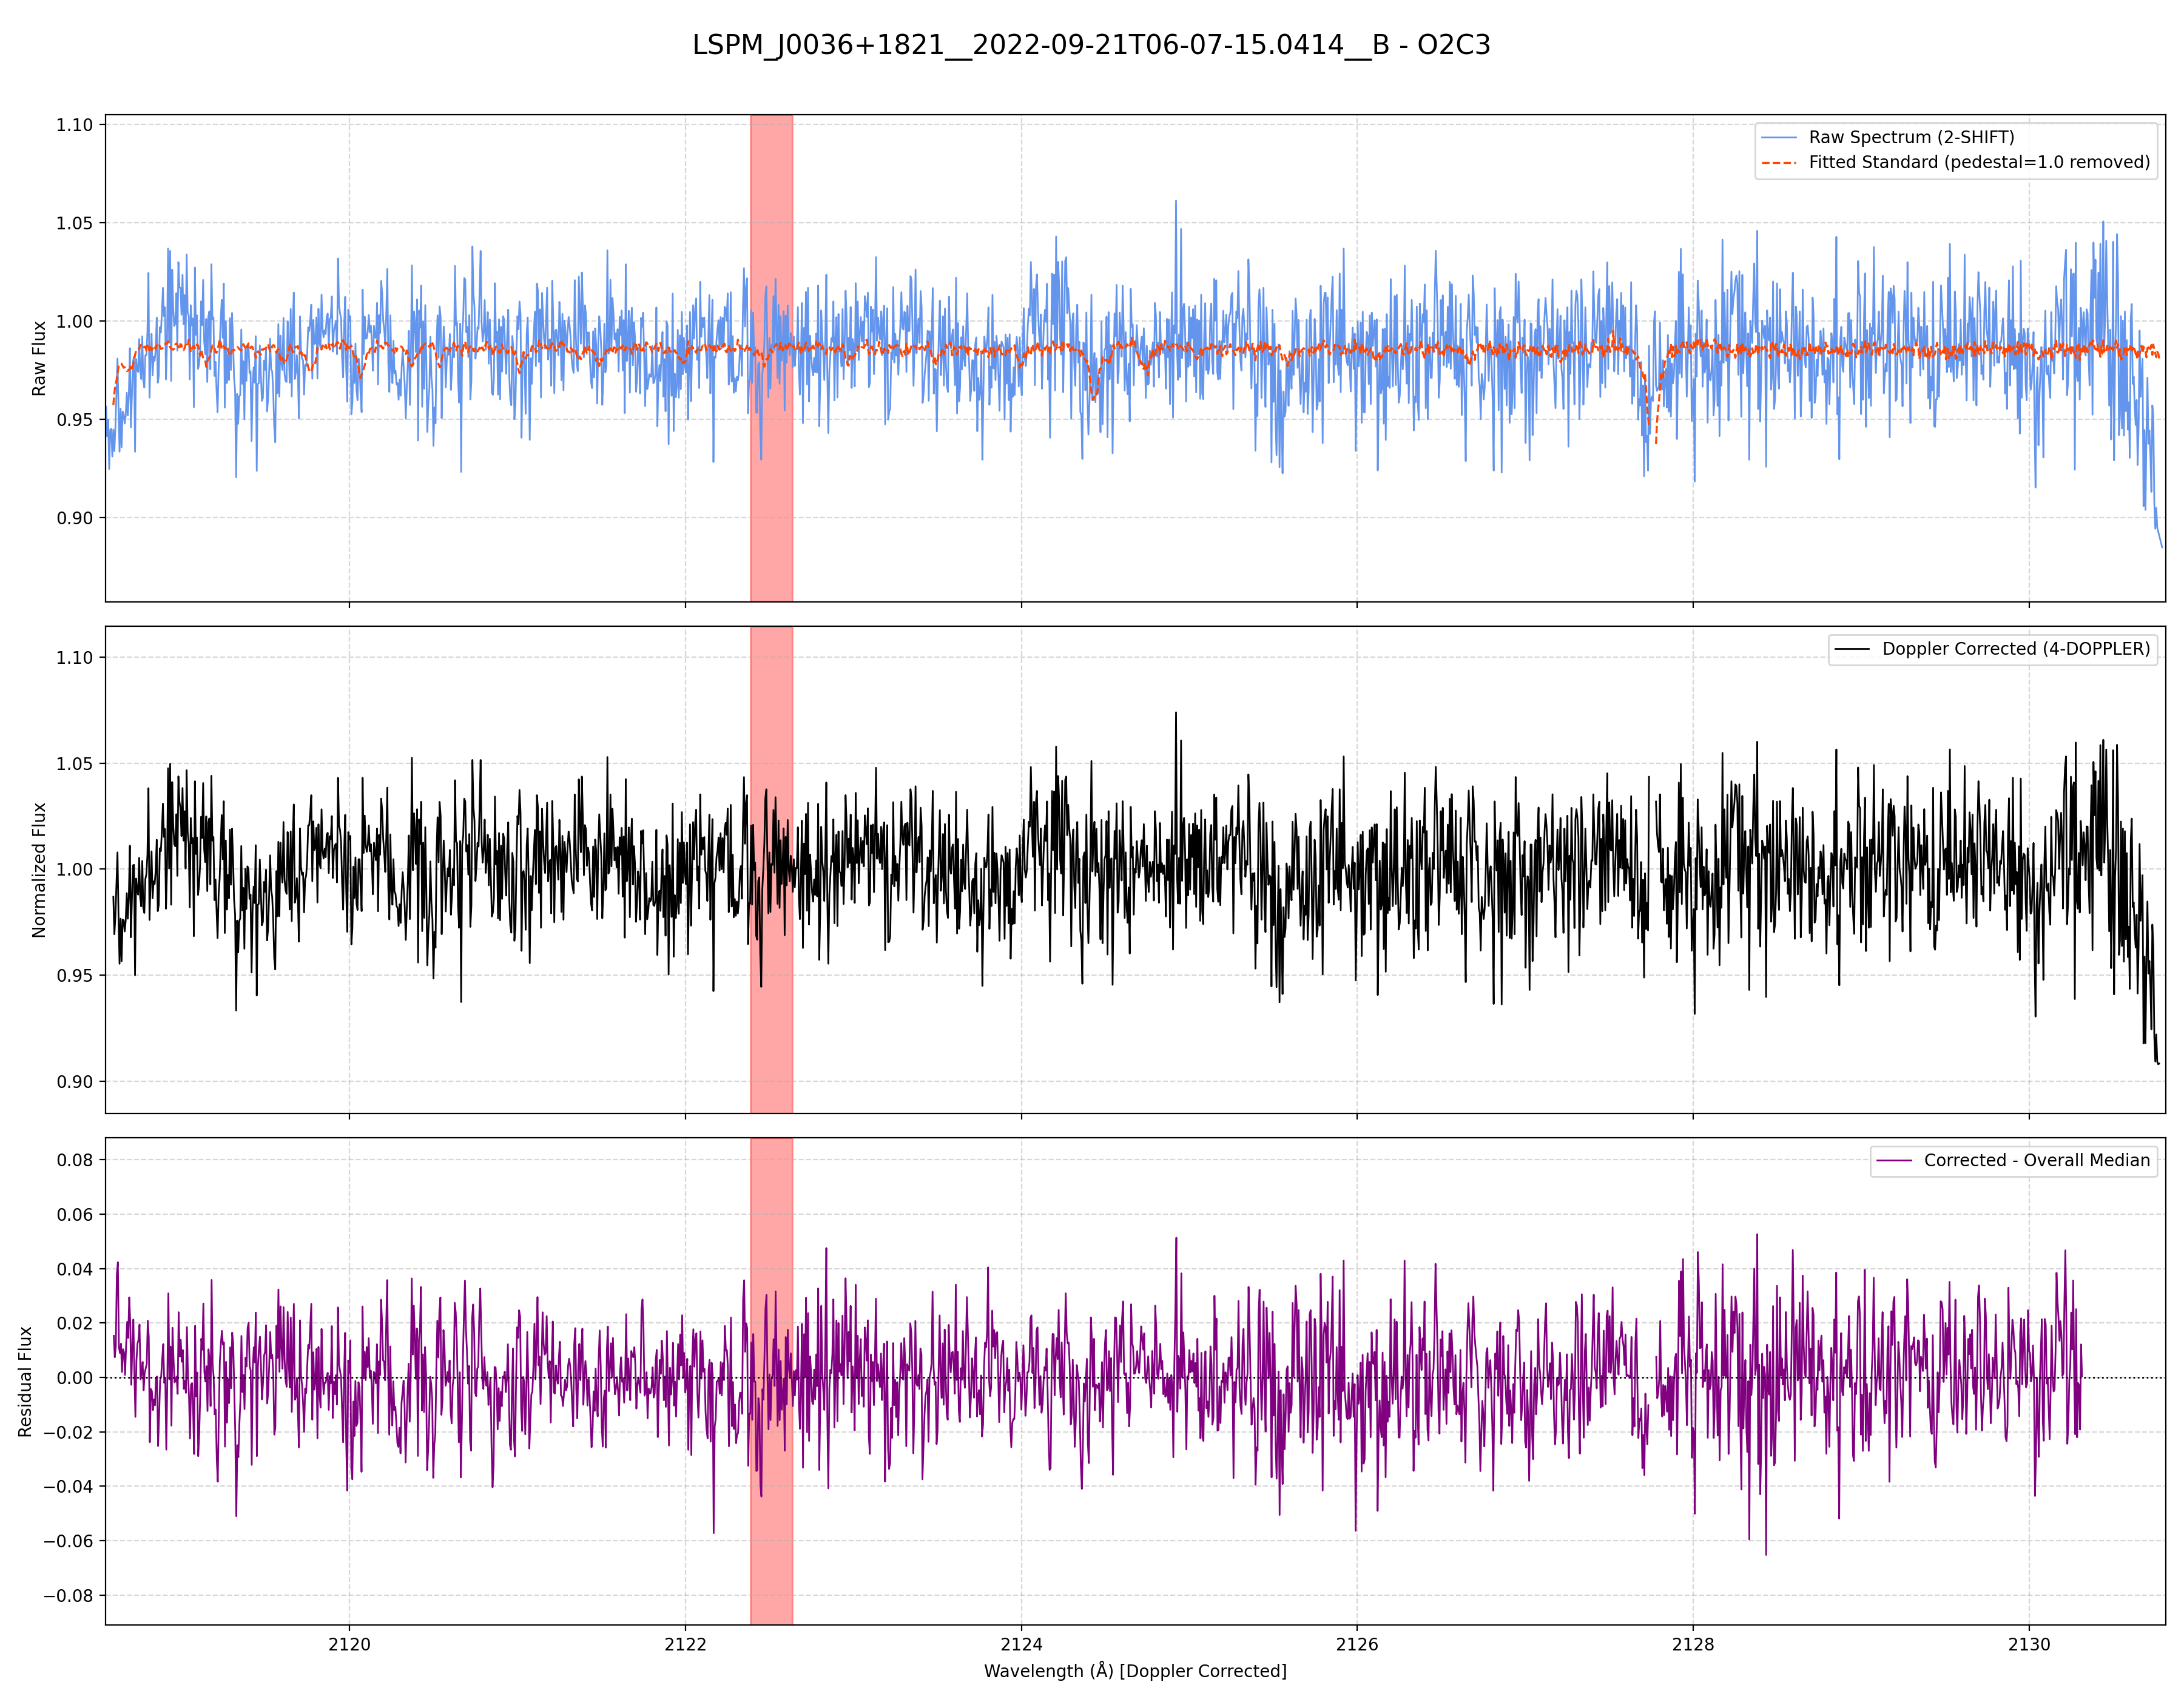 LSPM_J0036+1821__2022-09-21T06-07-15.0414__B - O2C3
Raw Spectrum (2-SHIFT)
Fitted Standard (pedestal=1.0 removed)
1.10
1.05
1.00
0.95
0.90
Raw Flux
Doppler Corrected (4-DOPPLER)
1.10
1.05
1.00
0.95
0.90
Normalized Flux
Corrected - Overall Median
0.08
0.06
0.04
0.02
0.00
−0.02
−0.04
−0.06
−0.08
Residual Flux
2120 2122 2124 2126 2128 2130
Wavelength (Å) [Doppler Corrected]